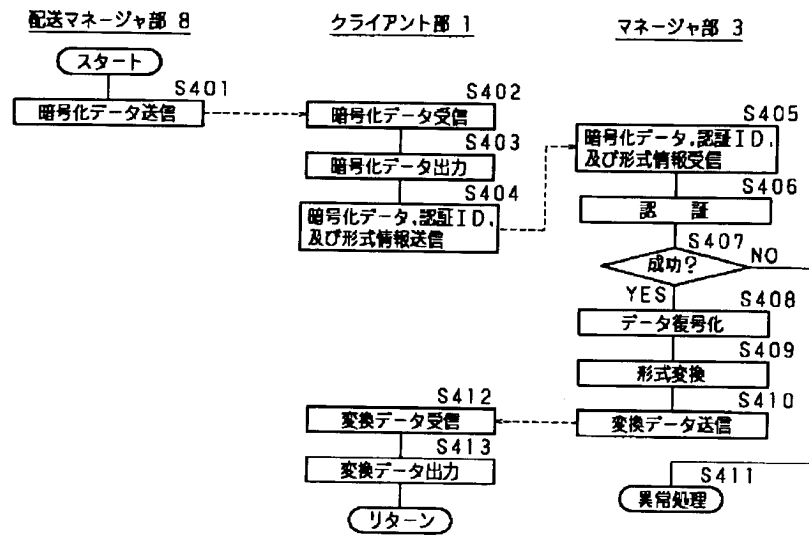 配送マネージャ部 8
クライアント部 1
マネージャ部 3
スタート
S401
暗号化データ送信
S402
暗号化データ受信
S403
暗号化データ出力
S404
暗号化データ,認証ID,
及び形式情報送信
S405
暗号化データ,認証ID,
及び形式情報受信
S406
認 証
S407
成功?
NO
YES
S408
データ復号化
S409
形式変換
S410
変換データ送信
S412
変換データ受信
S413
変換データ出力
リターン
S411
異常処理